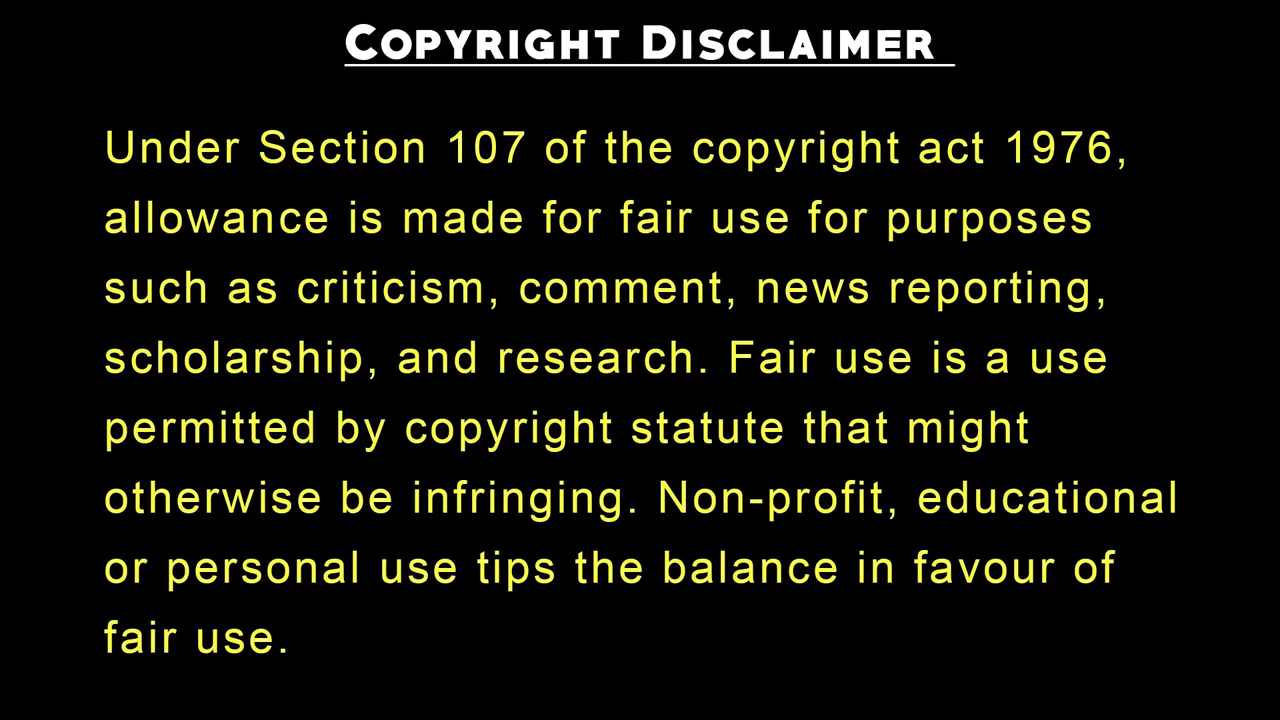 Copyright Disclaimer
Under Section 107 of the copyright act 1976,
allowance is made for fair use for purposes
such as criticism, comment, news reporting,
scholarship, and research. Fair use is a use
permitted by copyright statute that might
otherwise be infringing. Non-profit, educational
or personal use tips the balance in favour of
fair use.